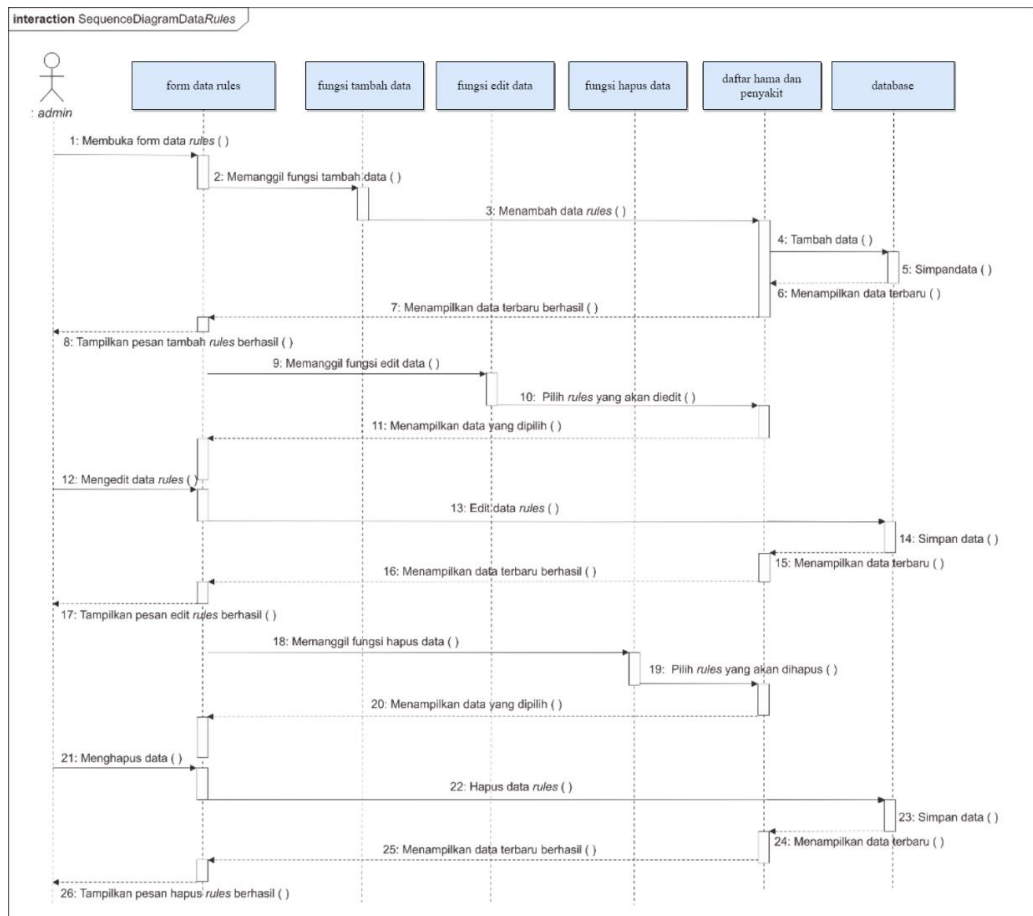 interaction SequenceDiagramDataRules
: admin
form data rules
fungsi tambah data
fungsi edit data
fungsi hapus data
daftar hama dan
penyakit
database
1: Membuka form data rules ( )
2: Memanggil fungsi tambah data ( )
3: Menambah data rules ( )
4: Tambah data ( )
5: Simpandata ( )
6: Menampilkan data terbaru ( )
7: Menampilkan data terbaru berhasil ( )
8: Tampilkan pesan tambah rules berhasil ( )
9: Memanggil fungsi edit data ( )
10: Pilih rules yang akan diedit ( )
11: Menampilkan data yang dipilih ( )
12: Mengedit data rules ( )
13: Edit data rules ( )
14: Simpan data ( )
15: Menampilkan data terbaru ( )
16: Menampilkan data terbaru berhasil ( )
17: Tampilkan pesan edit rules berhasil ( )
18: Memanggil fungsi hapus data ( )
19: Pilih rules yang akan dihapus ( )
20: Menampilkan data yang dipilih ( )
21: Menghapus data ( )
22: Hapus data rules ( )
23: Simpan data ( )
24: Menampilkan data terbaru ( )
25: Menampilkan data terbaru berhasil ( )
26: Tampilkan pesan hapus rules berhasil ( )